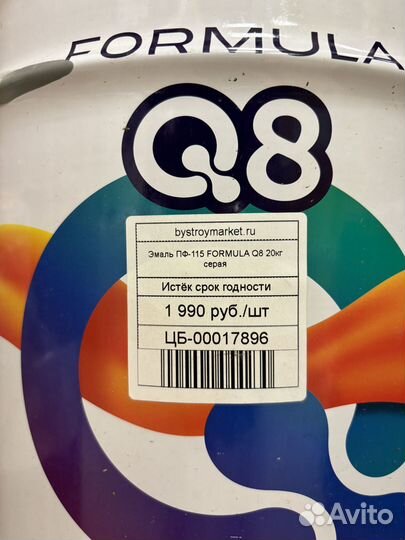 FORMULA
Q8
bystroymarket.ru
Эмаль ПФ-115 FORMULA Q8 20кг
серая
Истёк срок годности
1 990 руб./шт
ЦБ-00017896
Avito